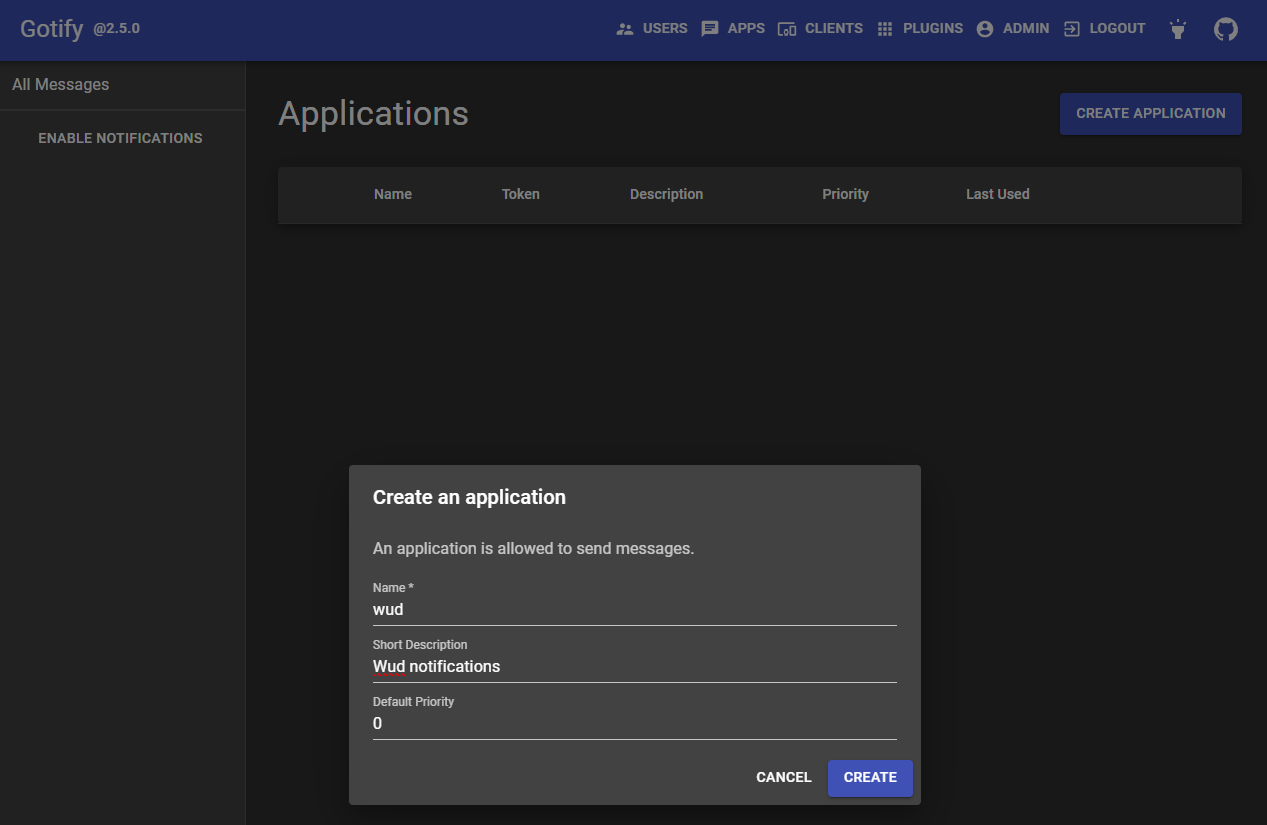 Gotify @2.5.0 USERS APPS CLIENTS PLUGINS ADMIN LOGOUT
All Messages
ENABLE NOTIFICATIONS
Applications
CREATE APPLICATION
Name Token Description Priority Last Used
Create an application
An application is allowed to send messages.
Name *
wud
Short Description
Wud notifications
Default Priority
0
CANCEL CREATE